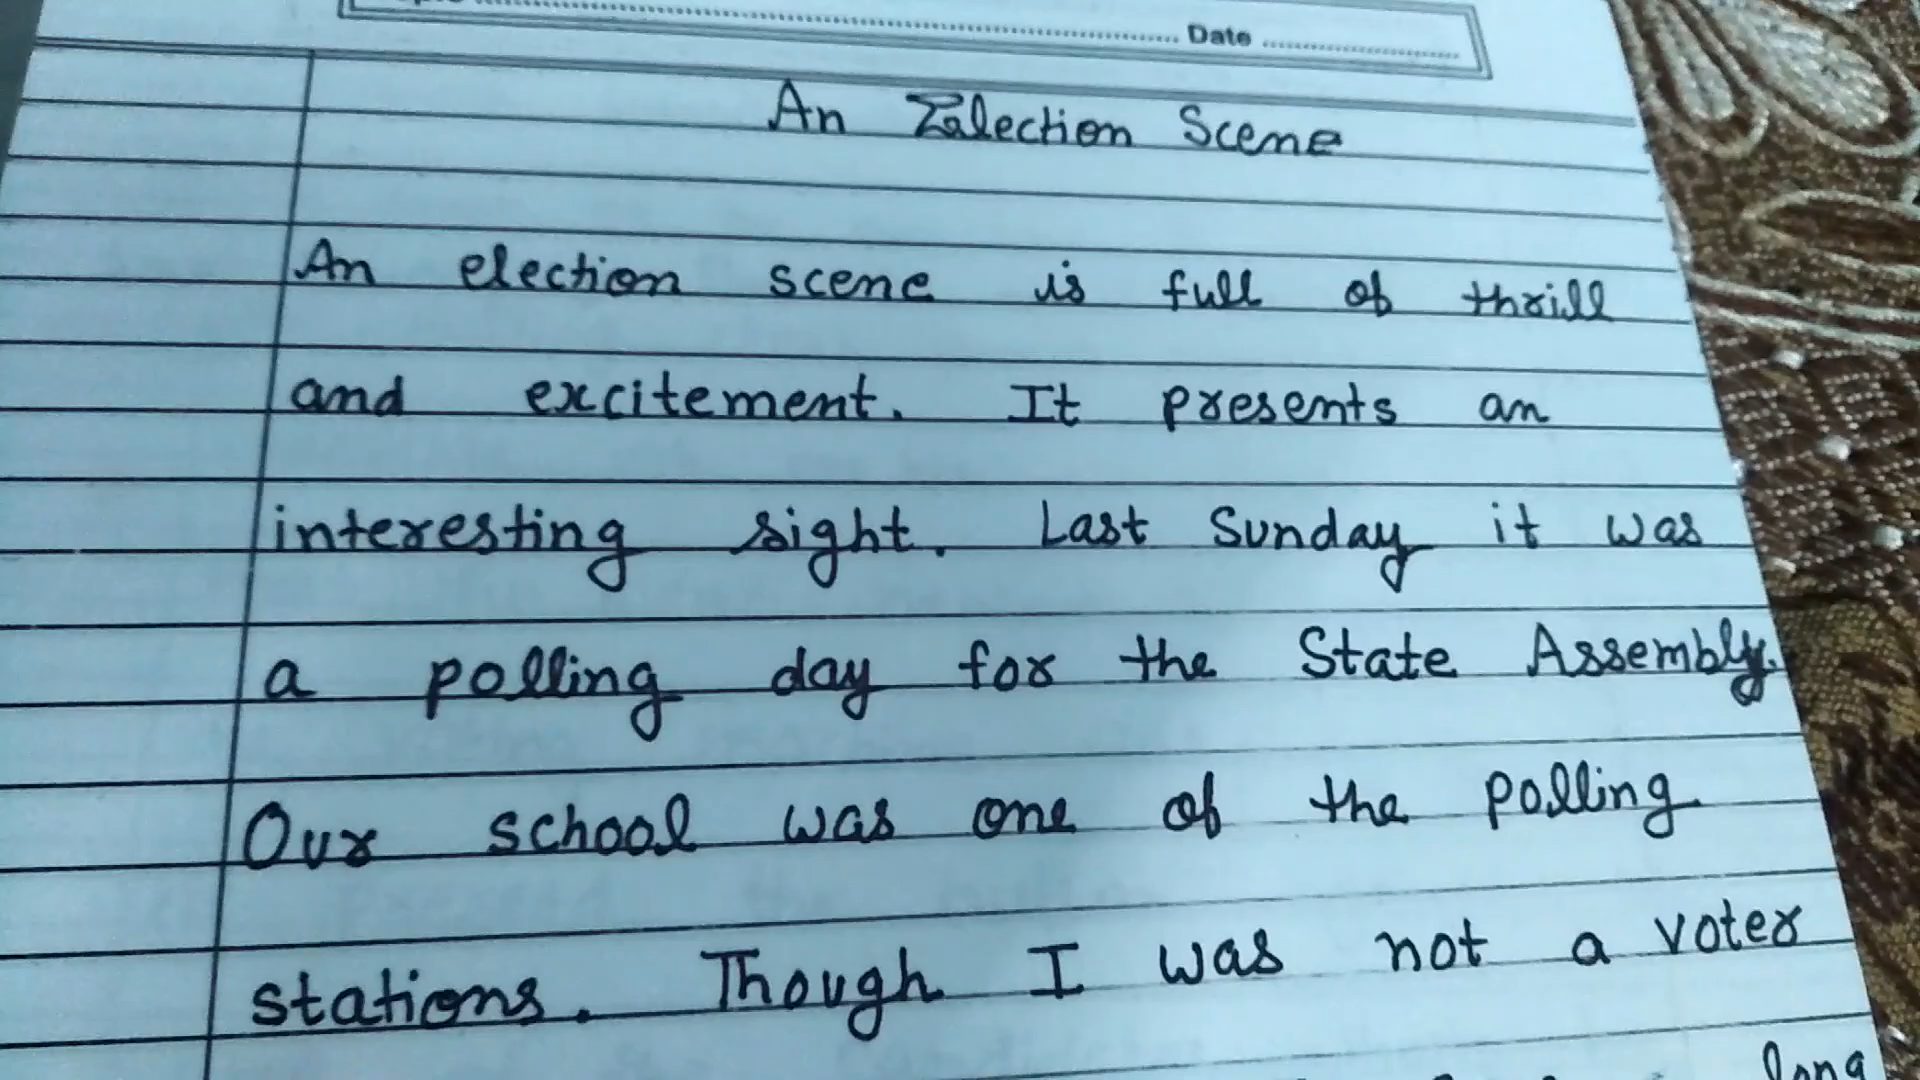 Date
An Ealection Scene
An election scene is full of thrill
and excitement. It presents an
interesting sight. Last Sunday it was
a polling day for the State Assembly.
Our school was one of the polling
stations. Though I was not a voter
long